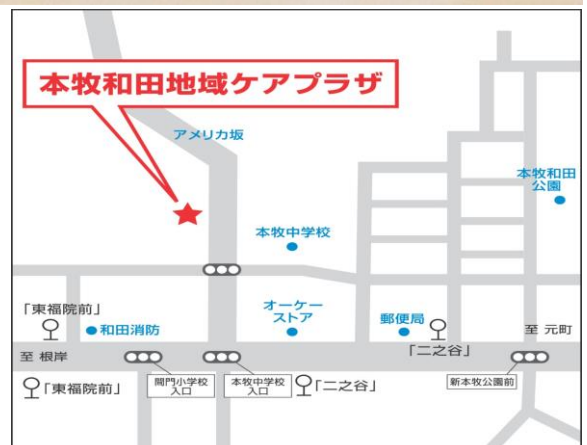 本牧和田地域ケアプラザ
アメリカ坂
本牧和田
公園
本牧中学校
「東福院前」
和田消防
オーケー
ストア
郵便局
至 元町
至 根岸
「二之谷」
「東福院前」
間門小学校
入口
本牧中学校
入口
「二之谷」
新本牧公園前